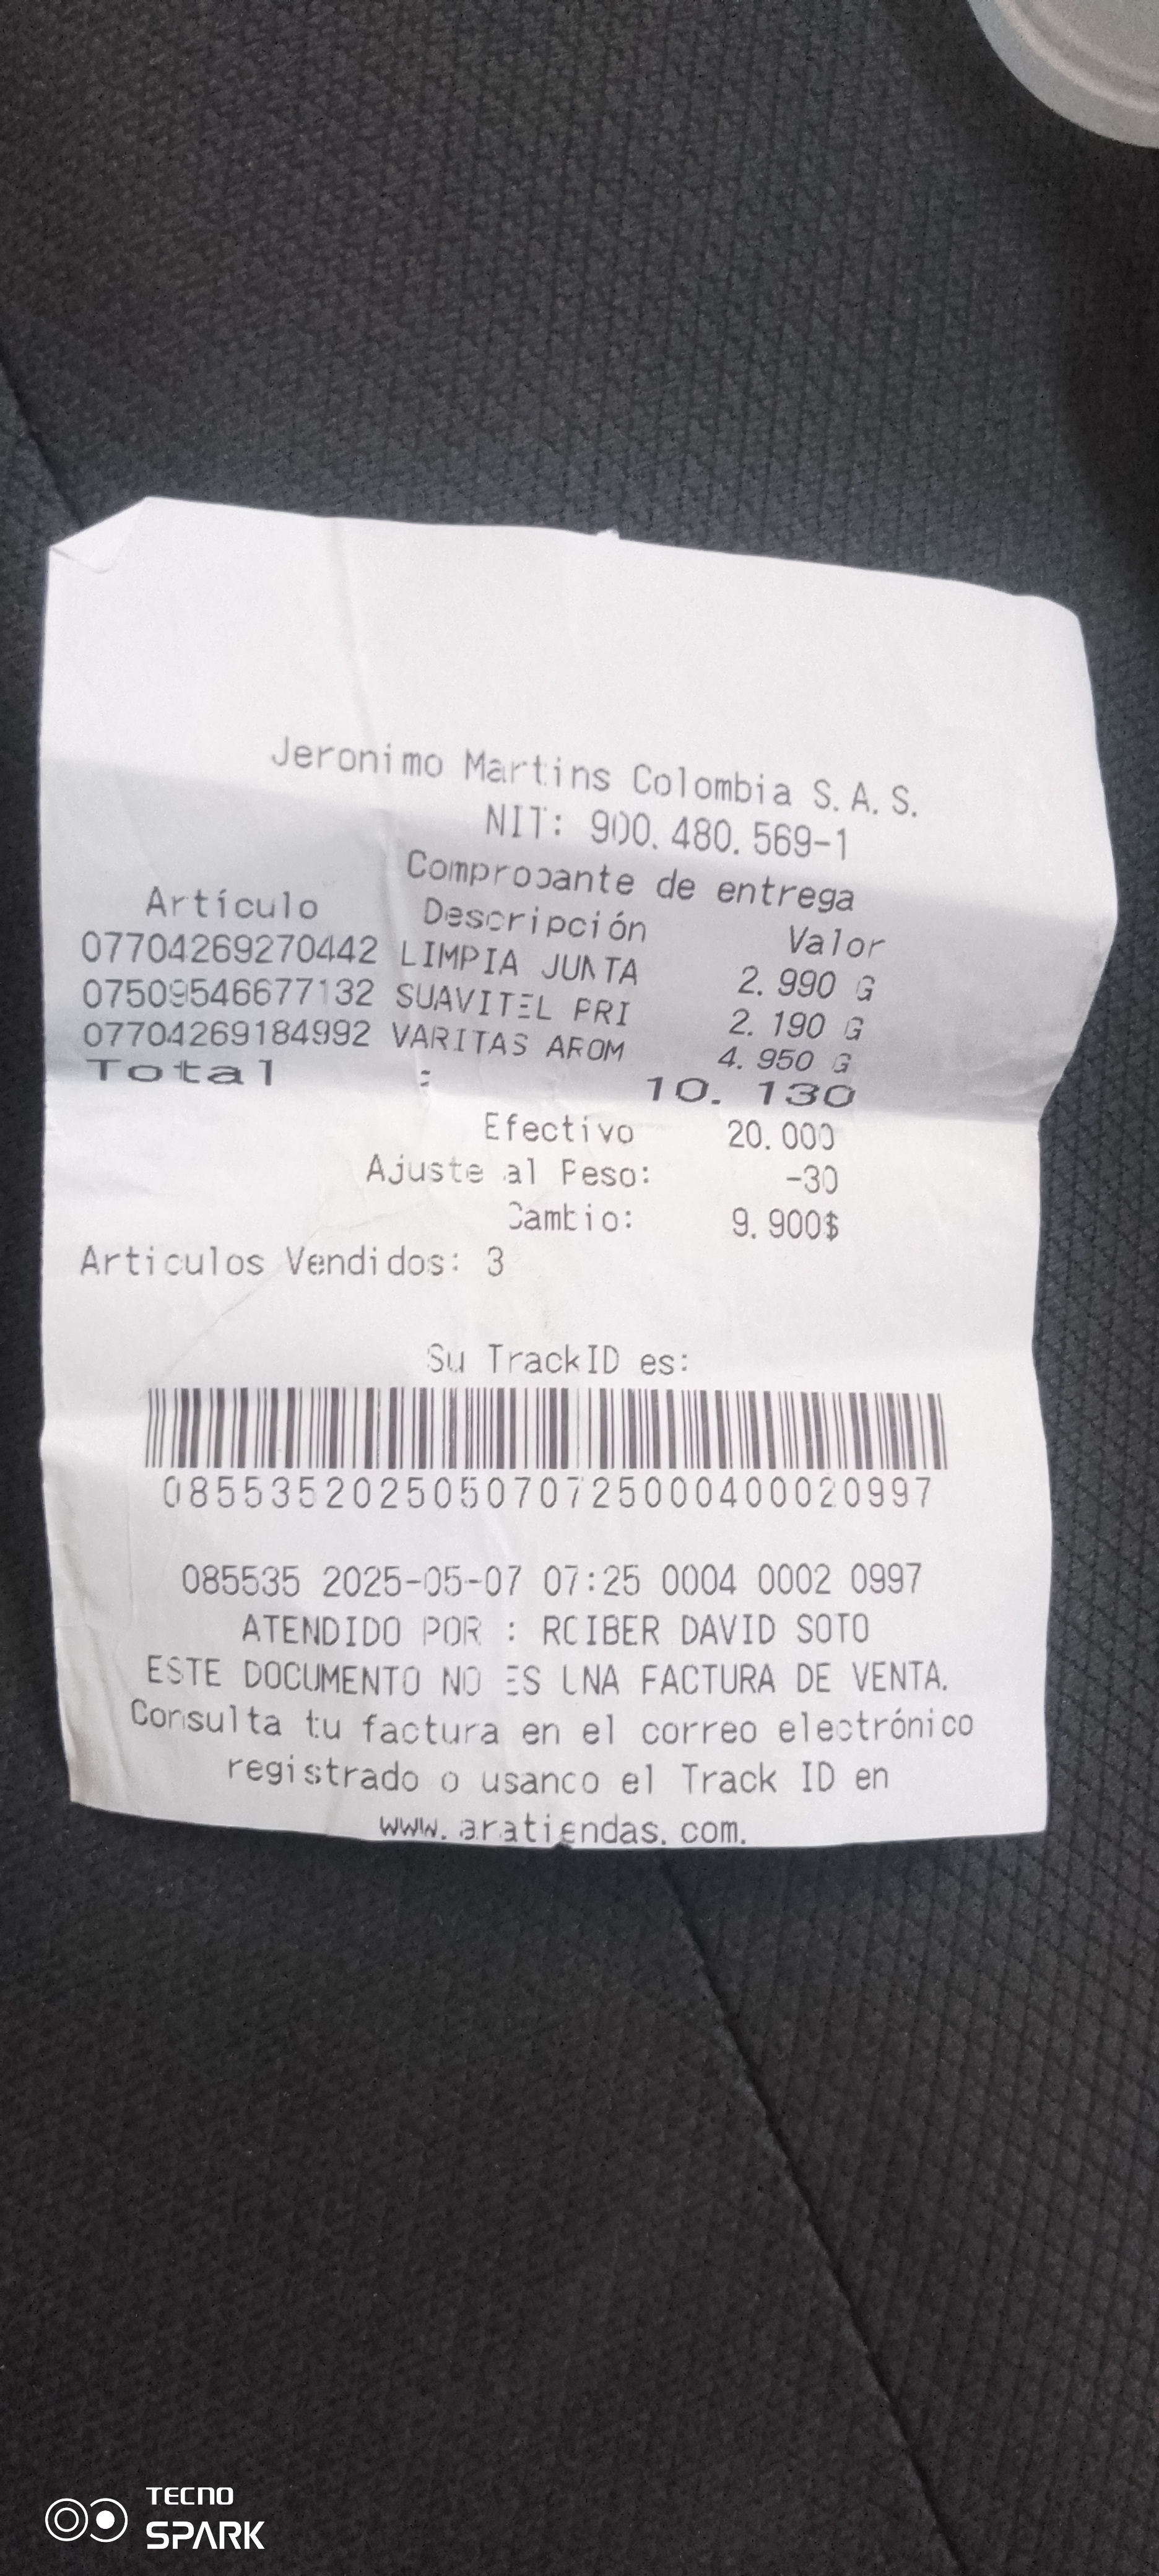 Jeronimo Martins Colombia S.A.S.
NIT: 900.480.569-1
Comprobante de entrega
Artículo Descripción Valor
07704269270442 LIMPIA JUNTA 2.990 G
07509546677132 SUAVITEL PRI 2.190 G
07704269184992 VARITAS AROM 4.950 G
Total : 10.130
Efectivo 20.000
Ajuste al Peso: -30
Cambio: 9.900$
Articulos Vendidos: 3
Su TrackID es:
085535202505070725000400020997
085535 2025-05-07 07:25 0004 0002 0997
ATENDIDO POR : ROIBER DAVID SOTO
ESTE DOCUMENTO NO ES UNA FACTURA DE VENTA.
Consulta tu factura en el correo electrónico
registrado o usando el Track ID en
www.aratiendas.com.
TECNO
SPARK